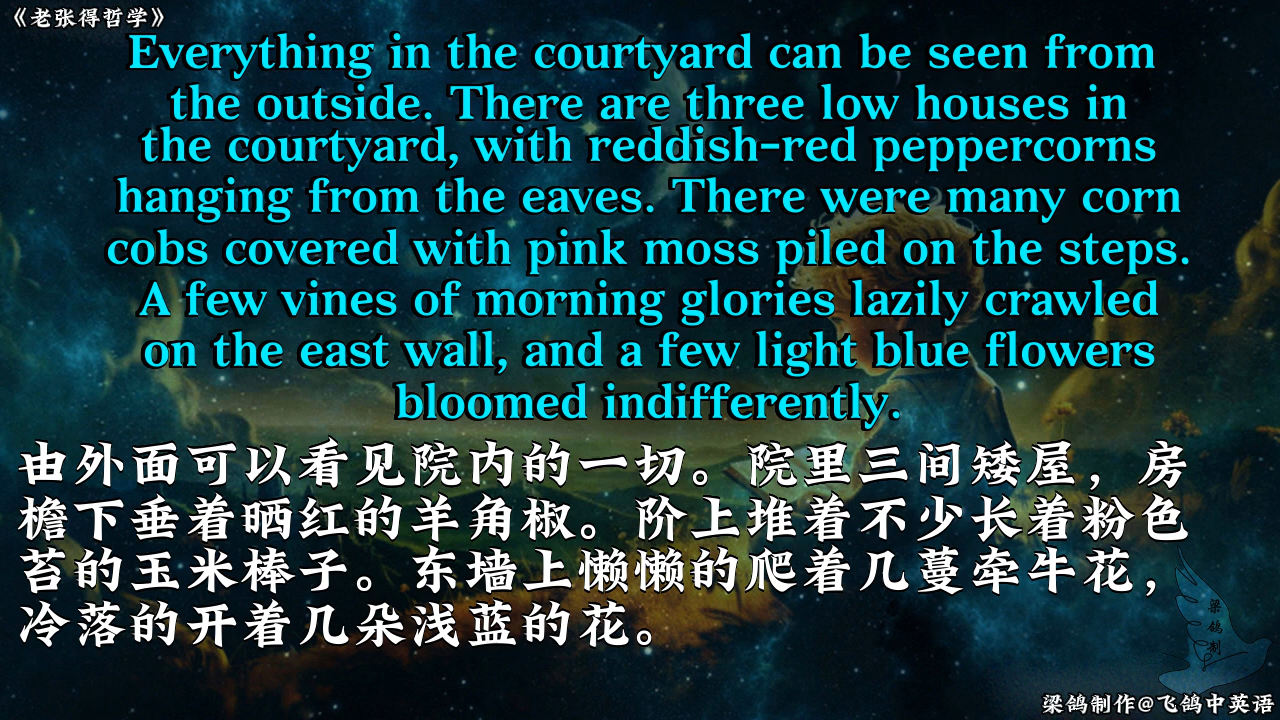 《老张得哲学》
Everything in the courtyard can be seen from
the outside. There are three low houses in
the courtyard, with reddish-red peppercorns
hanging from the eaves. There were many corn
cobs covered with pink moss piled on the steps.
A few vines of morning glories lazily crawled
on the east wall, and a few light blue flowers
bloomed indifferently.
由外面可以看见院内的一切。院里三间矮屋，房
檐下垂着晒红的羊角椒。阶上堆着不少长着粉色
苔的玉米棒子。东墙上懒懒的爬着几蔓牵牛花，
冷落的开着几朵浅蓝的花。
梁鸽制
梁鸽制作@飞鸽中英语